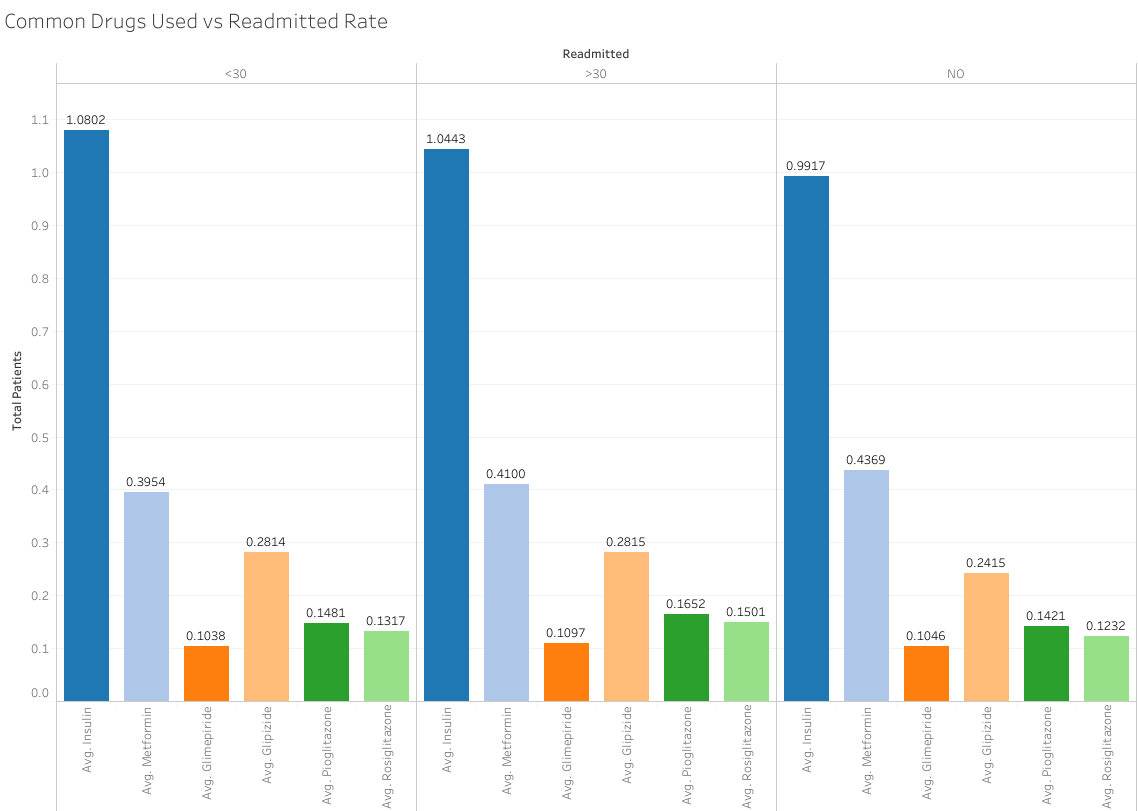 Common Drugs Used vs Readmitted Rate
Readmitted
<30
>30
NO
Total Patients
1.1
1.0
0.9
0.8
0.7
0.6
0.5
0.4
0.3
0.2
0.1
0.0
1.0802
0.3954
0.1038
0.2814
0.1481
0.1317
1.0443
0.4100
0.1097
0.2815
0.1652
0.1501
0.9917
0.4369
0.1046
0.2415
0.1421
0.1232
Avg. Insulin
Avg. Metformin
Avg. Glimepiride
Avg. Glipizide
Avg. Pioglitazone
Avg. Rosiglitazone
Avg. Insulin
Avg. Metformin
Avg. Glimepiride
Avg. Glipizide
Avg. Pioglitazone
Avg. Rosiglitazone
Avg. Insulin
Avg. Metformin
Avg. Glimepiride
Avg. Glipizide
Avg. Pioglitazone
Avg. Rosiglitazone